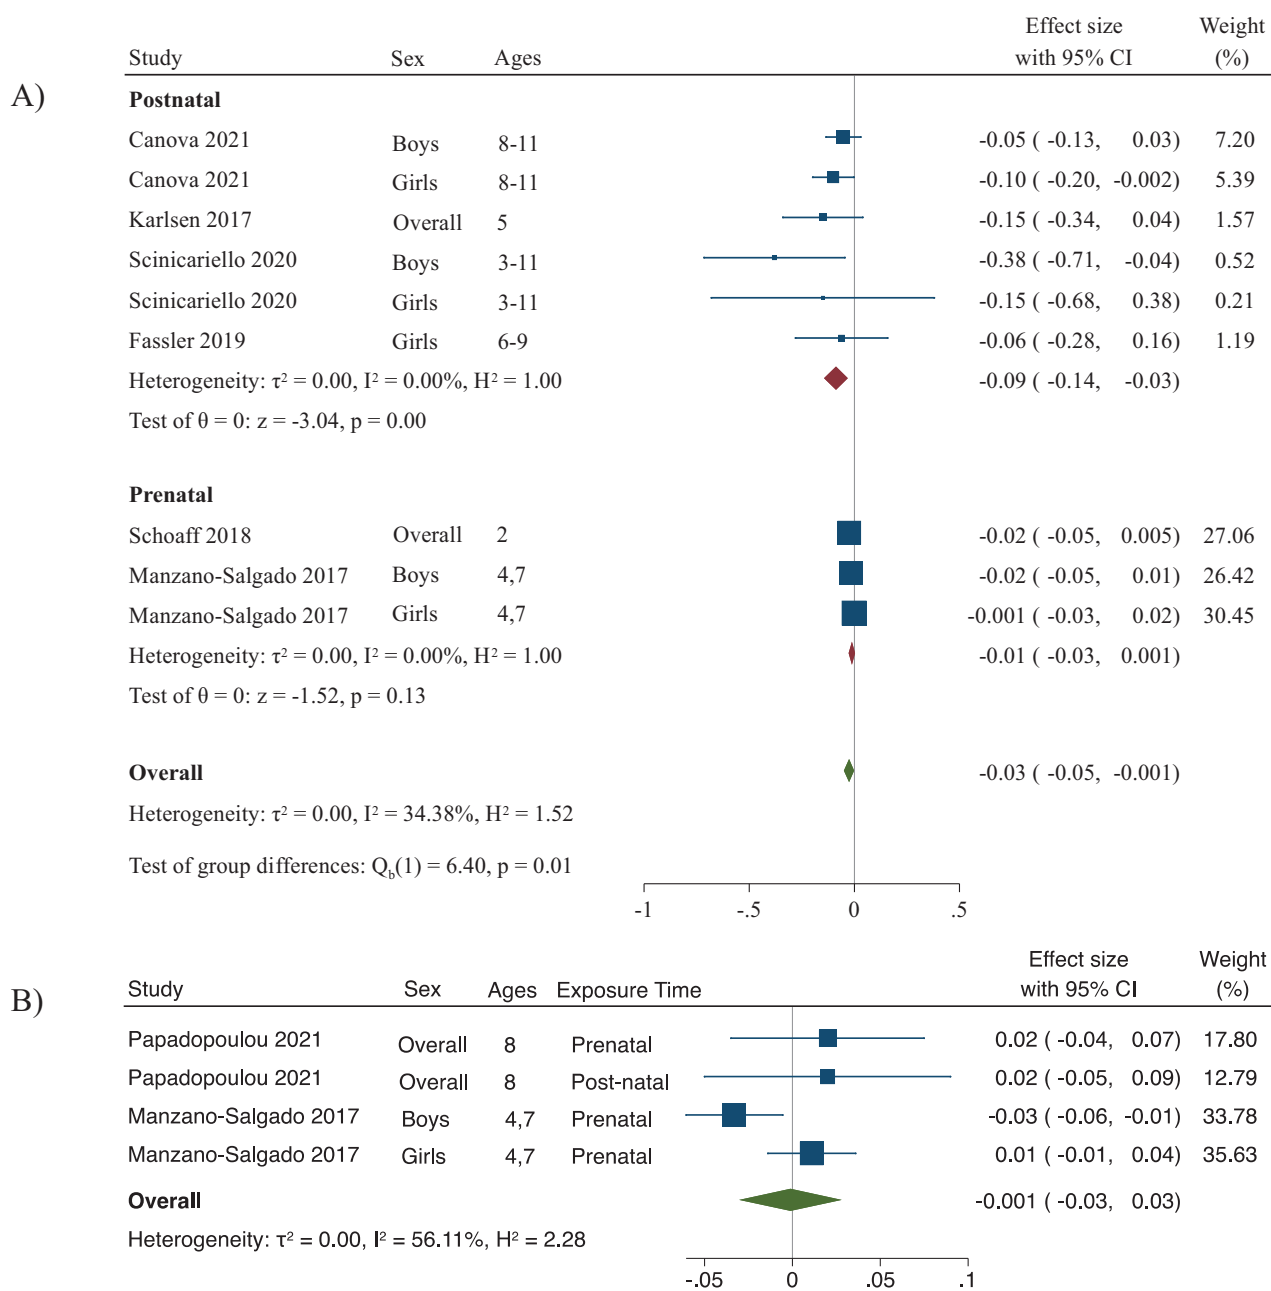 A)
Study Sex Ages Effect size with 95% CI Weight (%)
Postnatal
Canova 2021 Boys 8-11 -0.05 ( -0.13, 0.03) 7.20
Canova 2021 Girls 8-11 -0.10 ( -0.20, -0.002) 5.39
Karlsen 2017 Overall 5 -0.15 ( -0.34, 0.04) 1.57
Scinicariello 2020 Boys 3-11 -0.38 ( -0.71, -0.04) 0.52
Scinicariello 2020 Girls 3-11 -0.15 ( -0.68, 0.38) 0.21
Fassler 2019 Girls 6-9 -0.06 ( -0.28, 0.16) 1.19
Heterogeneity: τ² = 0.00, I² = 0.00%, H² = 1.00 -0.09 ( -0.14, -0.03)
Test of θ = 0: z = -3.04, p = 0.00
Prenatal
Schoaff 2018 Overall 2 -0.02 ( -0.05, 0.005) 27.06
Manzano-Salgado 2017 Boys 4,7 -0.02 ( -0.05, 0.01) 26.42
Manzano-Salgado 2017 Girls 4,7 -0.001 ( -0.03, 0.02) 30.45
Heterogeneity: τ² = 0.00, I² = 0.00%, H² = 1.00 -0.01 ( -0.03, 0.001)
Test of θ = 0: z = -1.52, p = 0.13
Overall -0.03 ( -0.05, -0.001)
Heterogeneity: τ² = 0.00, I² = 34.38%, H² = 1.52
Test of group differences: Q_b(1) = 6.40, p = 0.01
-1 -.5 0 .5
B)
Study Sex Ages Exposure Time Effect size with 95% CI Weight (%)
Papadopoulou 2021 Overall 8 Prenatal 0.02 ( -0.04, 0.07) 17.80
Papadopoulou 2021 Overall 8 Post-natal 0.02 ( -0.05, 0.09) 12.79
Manzano-Salgado 2017 Boys 4,7 Prenatal -0.03 ( -0.06, -0.01) 33.78
Manzano-Salgado 2017 Girls 4,7 Prenatal 0.01 ( -0.01, 0.04) 35.63
Overall -0.001 ( -0.03, 0.03)
Heterogeneity: τ² = 0.00, I² = 56.11%, H² = 2.28
-.05 0 .05 .1